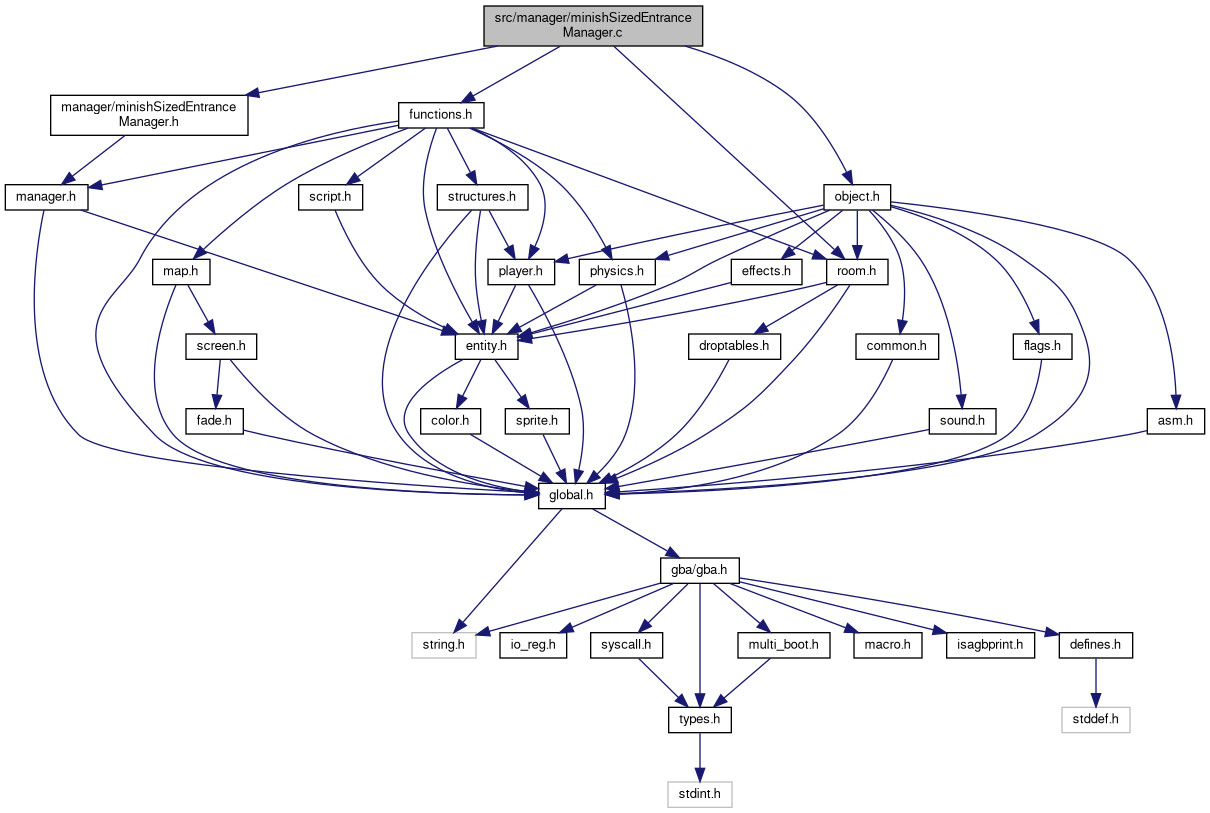 src/manager/minishSizedEntrance
Manager.c
manager/minishSizedEntrance
Manager.h
functions.h
manager.h
script.h
structures.h
object.h
map.h
player.h
physics.h
effects.h
room.h
screen.h
entity.h
droptables.h
common.h
flags.h
fade.h
color.h
sprite.h
sound.h
asm.h
global.h
gba/gba.h
string.h
io_reg.h
syscall.h
multi_boot.h
macro.h
isagbprint.h
defines.h
types.h
stddef.h
stdint.h